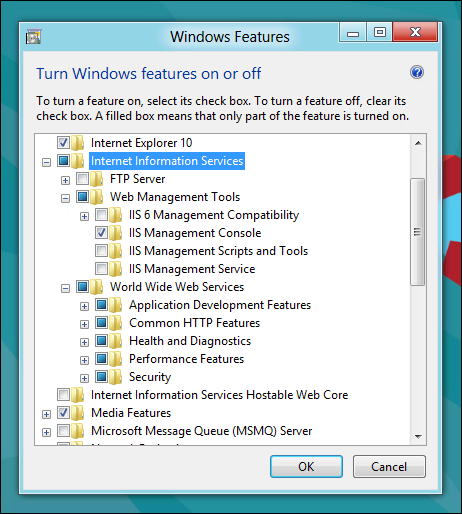 Windows Features
Turn Windows features on or off
To turn a feature on, select its check box. To turn a feature off, clear its
check box. A filled box means that only part of the feature is turned on.
Internet Explorer 10
Internet Information Services
FTP Server
Web Management Tools
IIS 6 Management Compatibility
IIS Management Console
IIS Management Scripts and Tools
IIS Management Service
World Wide Web Services
Application Development Features
Common HTTP Features
Health and Diagnostics
Performance Features
Security
Internet Information Services Hostable Web Core
Media Features
Microsoft Message Queue (MSMQ) Server
OK
Cancel